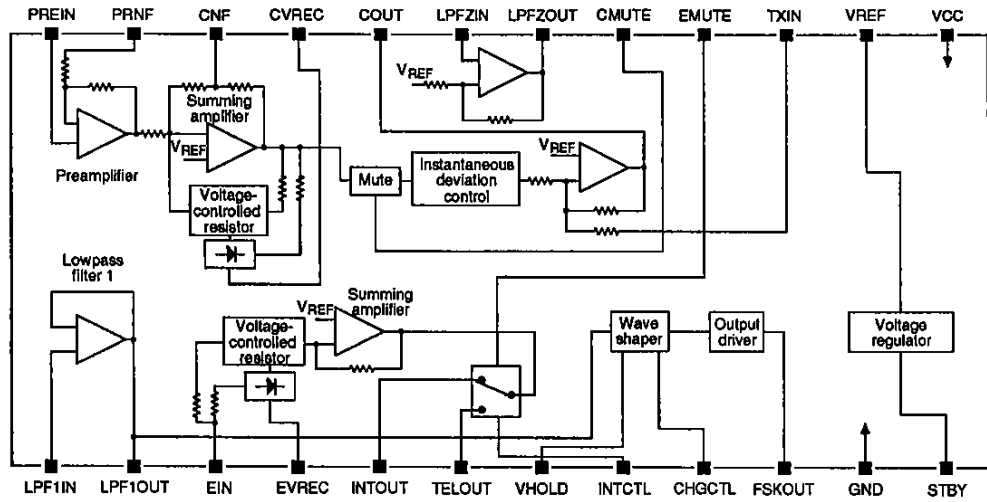 PREIN PRNF CNF CVREC COUT LPFZIN LPFZOUT CMUTE EMUTE TXIN VREF VCC
VREF
Summing
amplifier
VREF
VREF
Preamplifier
Mute
Instantaneous
deviation
control
Voltage-
controlled
resistor
Lowpass
filter 1
Summing
amplifier
VREF
Voltage-
controlled
resistor
Wave
shaper
Output
driver
Voltage
regulator
LPF1IN LPF1OUT EIN EVREC INTOUT TELOUT VHOLD INTCTL CHGCTL FSKOUT GND STBY